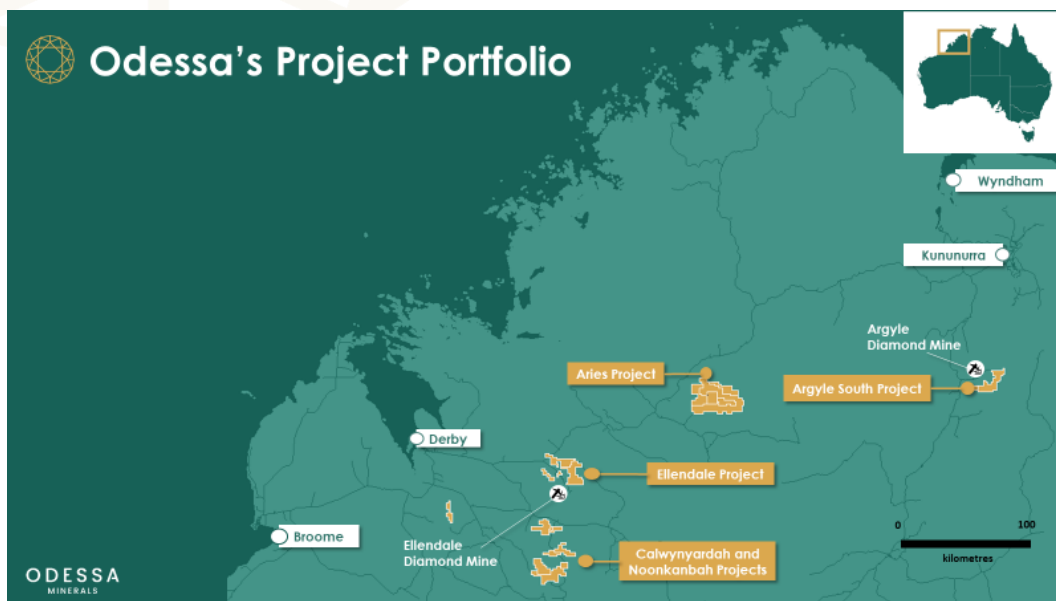 Odessa's Project Portfolio
Wyndham
Kununurra
Argyle
Diamond Mine
Aries Project
Argyle South Project
Derby
Ellendale Project
Broome
Ellendale
Diamond Mine
Calwynyardah and
Noonkanbah Projects
0 100
kilometres
ODESSA
MINERALS